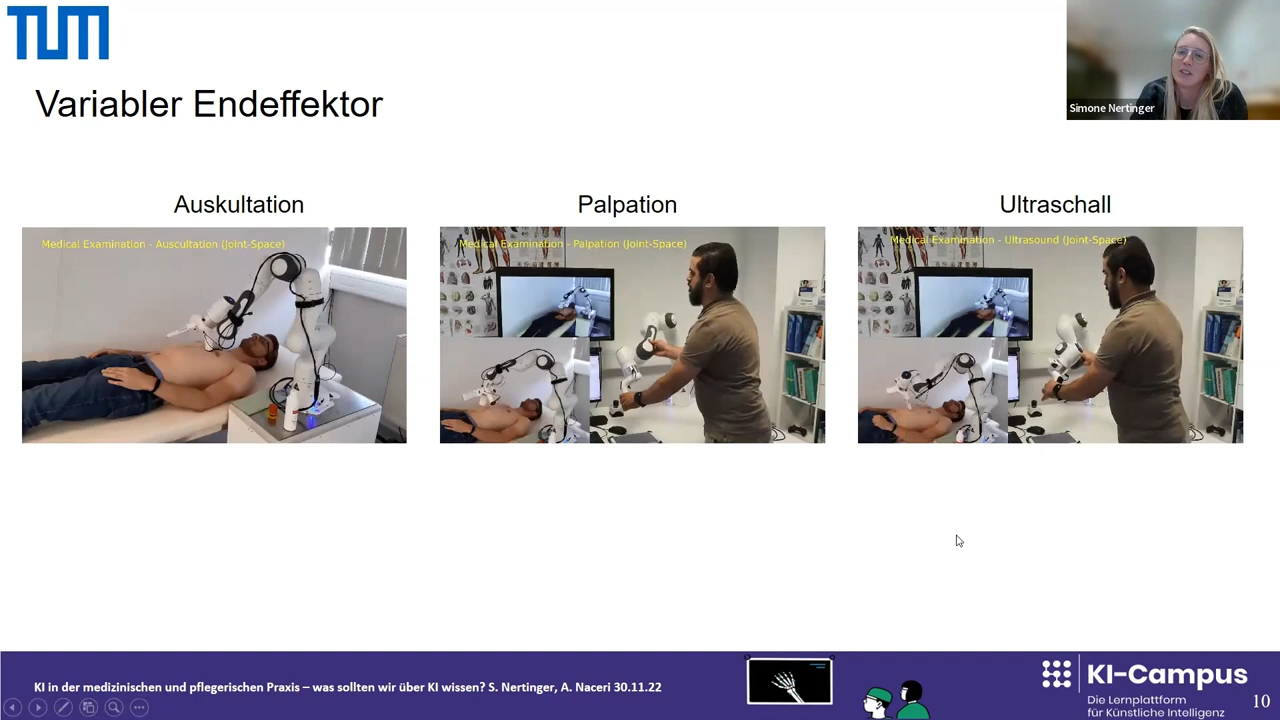 TUM
Simone Nertinger
Variabler Endeffektor
Auskultation
Palpation
Ultraschall
Medical Examination - Auscultation (Joint-Space)
Medical Examination - Palpation (Joint-Space)
Medical Examination - Ultrasound (Joint-Space)
KI in der medizinischen und pflegerischen Praxis – was sollten wir über KI wissen? S. Nertinger, A. Naceri 30.11.22
KI-Campus
Die Lernplattform
für Künstliche Intelligenz
10